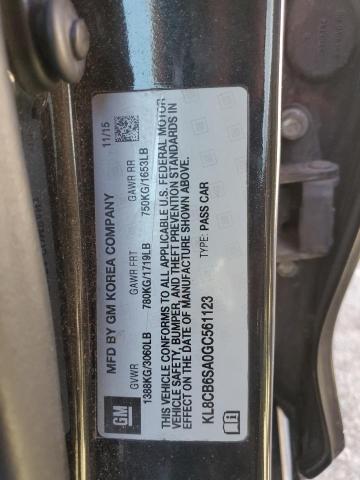 MFD BY GM KOREA COMPANY 11/15
GVWR GAWR FRT GAWR RR
1388KG/3060LB 780KG/1719LB 750KG/1653LB
THIS VEHICLE CONFORMS TO ALL APPLICABLE U.S. FEDERAL MOTOR
VEHICLE SAFETY, BUMPER, AND THEFT PREVENTION STANDARDS IN
EFFECT ON THE DATE OF MANUFACTURE SHOWN ABOVE.
TYPE: PASS CAR
KL8CB6SA0GC561123
GM